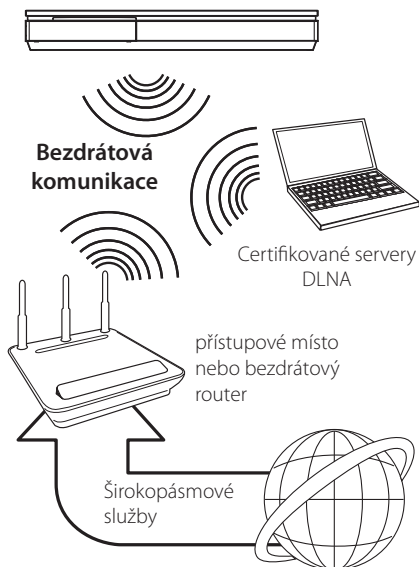 Bezdrátová
komunikace
Certifikované servery
DLNA
přístupové místo
nebo bezdrátový
router
Širokopásmové
služby